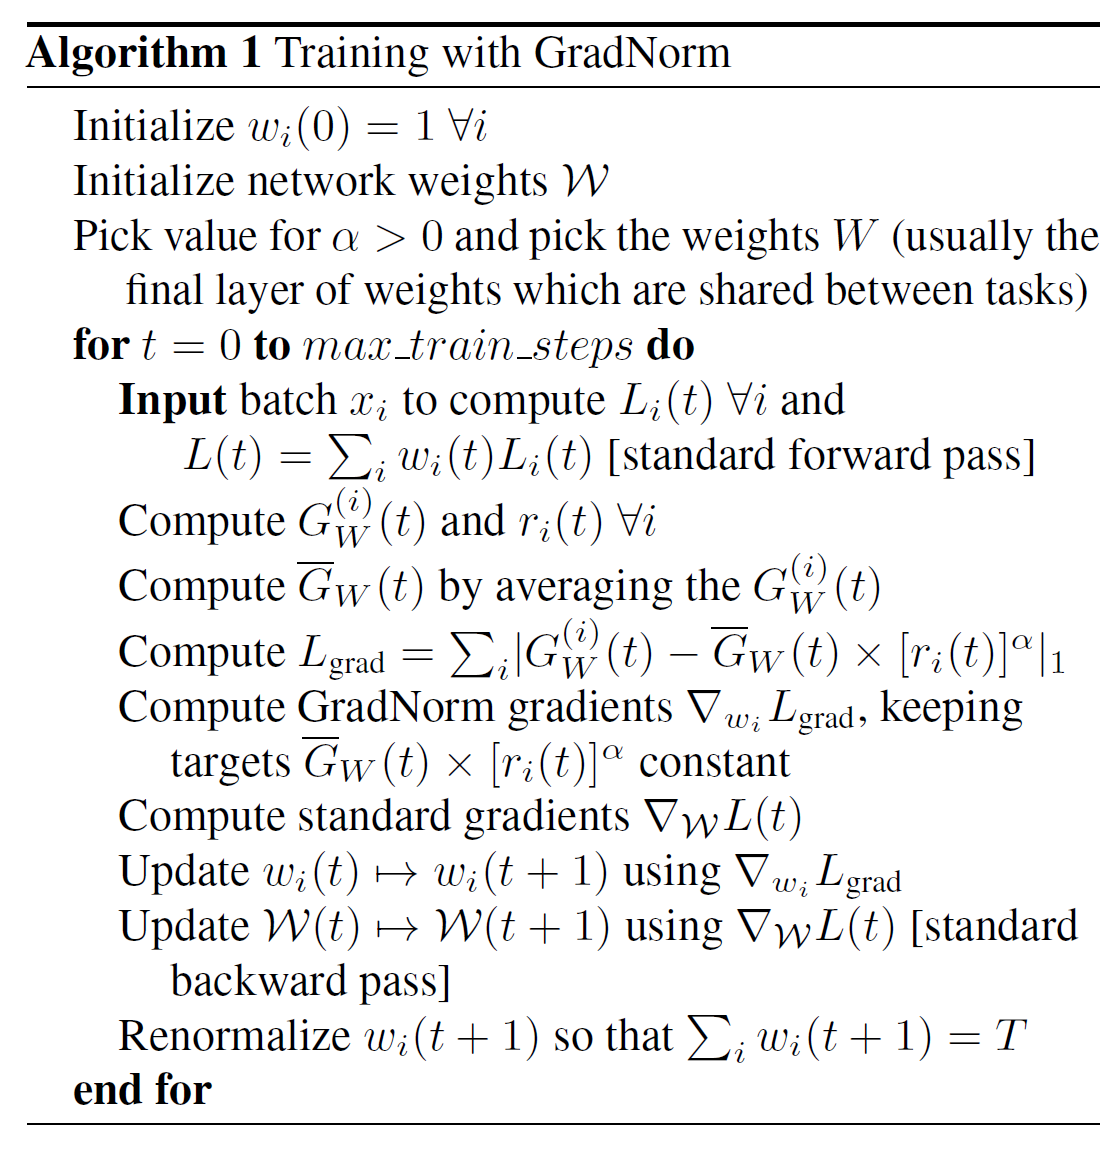 Algorithm 1 Training with GradNorm
Initialize $w_i(0) = 1 \; \forall i$
Initialize network weights $\mathcal{W}$
Pick value for $\alpha > 0$ and pick the weights $W$ (usually the
final layer of weights which are shared between tasks)
for $t = 0$ to $max\_train\_steps$ do
Input batch $x_i$ to compute $L_i(t) \; \forall i$ and
$L(t) = \sum_i w_i(t) L_i(t)$ [standard forward pass]
Compute $G_W^{(i)}(t)$ and $r_i(t) \; \forall i$
Compute $\overline{G}_W(t)$ by averaging the $G_W^{(i)}(t)$
Compute $L_{\text{grad}} = \sum_i |G_W^{(i)}(t) - \overline{G}_W(t) \times [r_i(t)]^\alpha|_1$
Compute GradNorm gradients $\nabla_{w_i} L_{\text{grad}}$, keeping
targets $\overline{G}_W(t) \times [r_i(t)]^\alpha$ constant
Compute standard gradients $\nabla_{\mathcal{W}} L(t)$
Update $w_i(t) \mapsto w_i(t+1)$ using $\nabla_{w_i} L_{\text{grad}}$
Update $\mathcal{W}(t) \mapsto \mathcal{W}(t+1)$ using $\nabla_{\mathcal{W}} L(t)$ [standard
backward pass]
Renormalize $w_i(t+1)$ so that $\sum_i w_i(t+1) = T$
end for